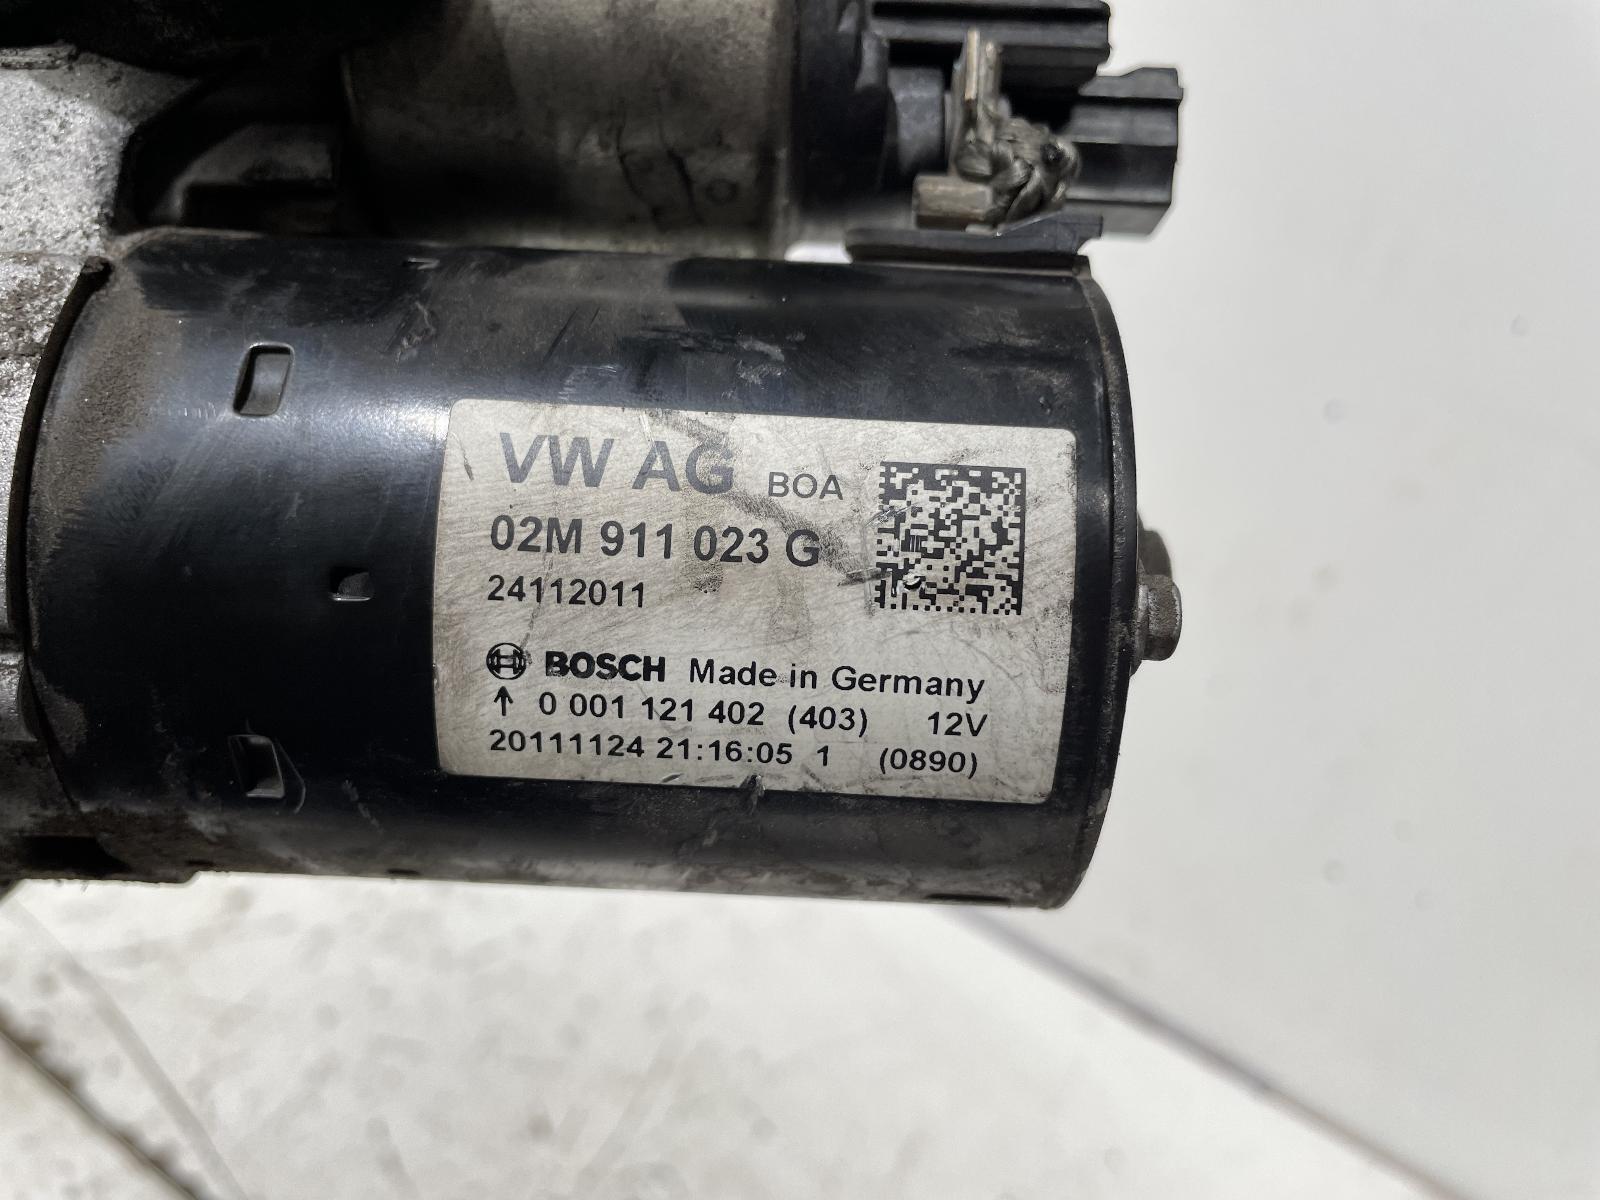 VW AG BOA
02M 911 023 G
24112011
BOSCH Made in Germany
↑ 0 001 121 402 (403) 12V
20111124 21:16:05 1 (0890)